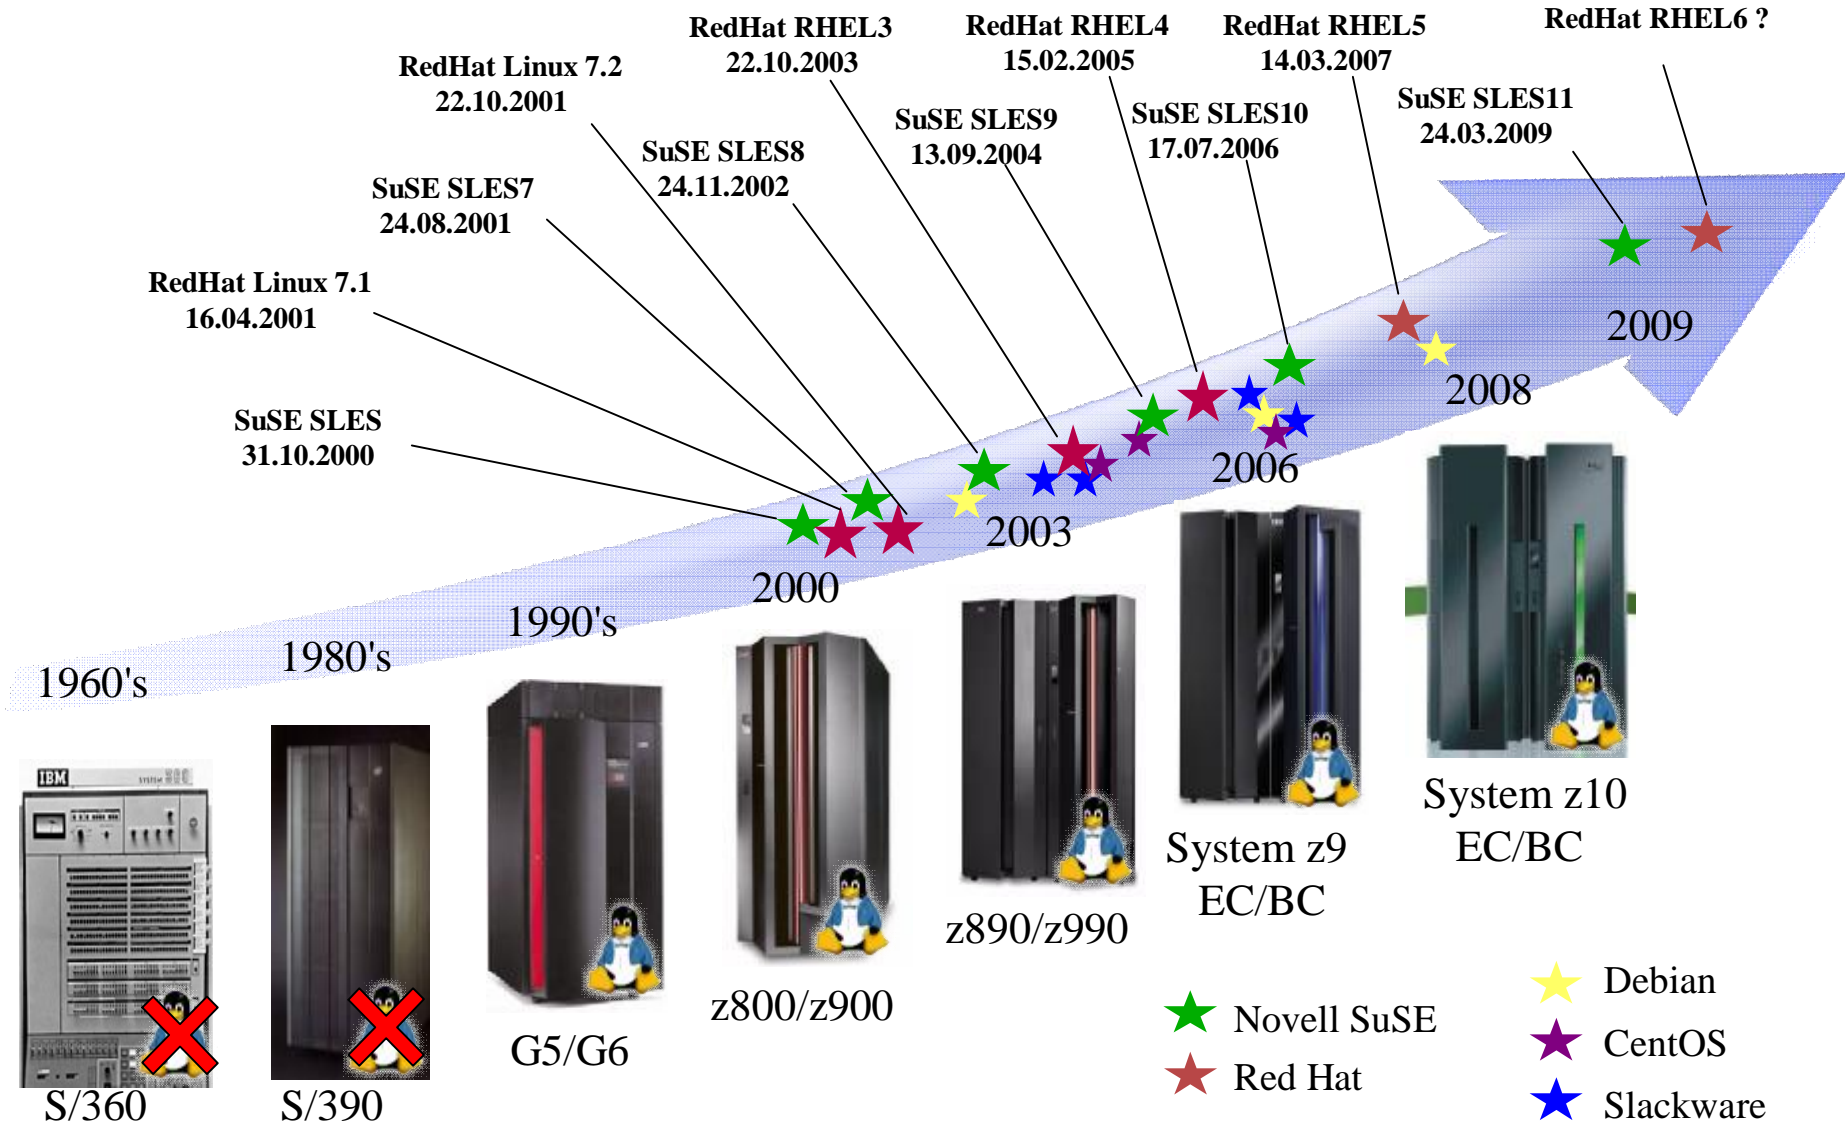 RedHat RHEL3
22.10.2003
RedHat RHEL4
15.02.2005
RedHat RHEL5
14.03.2007
RedHat RHEL6 ?
RedHat Linux 7.2
22.10.2001
SuSE SLES8
24.11.2002
SuSE SLES9
13.09.2004
SuSE SLES10
17.07.2006
SuSE SLES11
24.03.2009
SuSE SLES7
24.08.2001
RedHat Linux 7.1
16.04.2001
SuSE SLES
31.10.2000
1960's
1980's
1990's
2000
2003
2006
2008
2009
IBM
SYSTEM 360
S/360
S/390
G5/G6
z800/z900
z890/z990
System z9
EC/BC
System z10
EC/BC
Novell SuSE
Red Hat
Debian
CentOS
Slackware